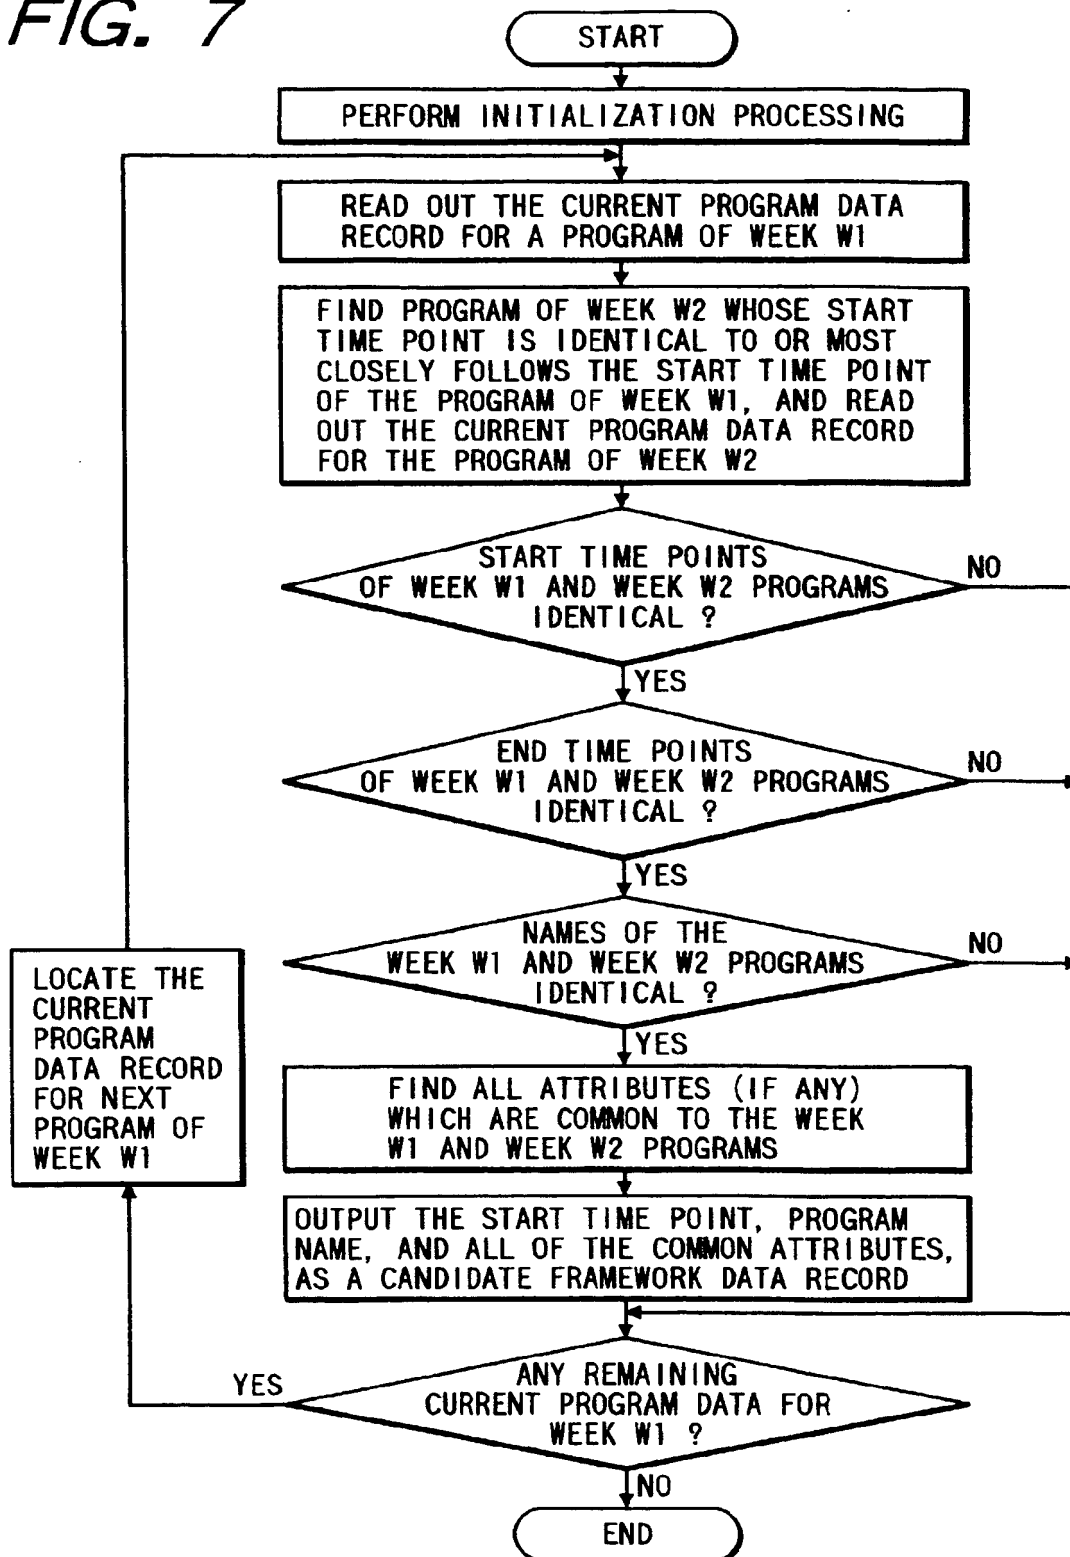 FIG. 7
START
PERFORM INITIALIZATION PROCESSING
READ OUT THE CURRENT PROGRAM DATA
RECORD FOR A PROGRAM OF WEEK W1
FIND PROGRAM OF WEEK W2 WHOSE START
TIME POINT IS IDENTICAL TO OR MOST
CLOSELY FOLLOWS THE START TIME POINT
OF THE PROGRAM OF WEEK W1, AND READ
OUT THE CURRENT PROGRAM DATA RECORD
FOR THE PROGRAM OF WEEK W2
START TIME POINTS
OF WEEK W1 AND WEEK W2 PROGRAMS
IDENTICAL ?
NO
YES
END TIME POINTS
OF WEEK W1 AND WEEK W2 PROGRAMS
IDENTICAL ?
NO
YES
NAMES OF THE
WEEK W1 AND WEEK W2 PROGRAMS
IDENTICAL ?
NO
YES
LOCATE THE
CURRENT
PROGRAM
DATA RECORD
FOR NEXT
PROGRAM OF
WEEK W1
FIND ALL ATTRIBUTES (IF ANY)
WHICH ARE COMMON TO THE WEEK
W1 AND WEEK W2 PROGRAMS
OUTPUT THE START TIME POINT, PROGRAM
NAME, AND ALL OF THE COMMON ATTRIBUTES,
AS A CANDIDATE FRAMEWORK DATA RECORD
ANY REMAINING
CURRENT PROGRAM DATA FOR
WEEK W1 ?
YES
NO
END